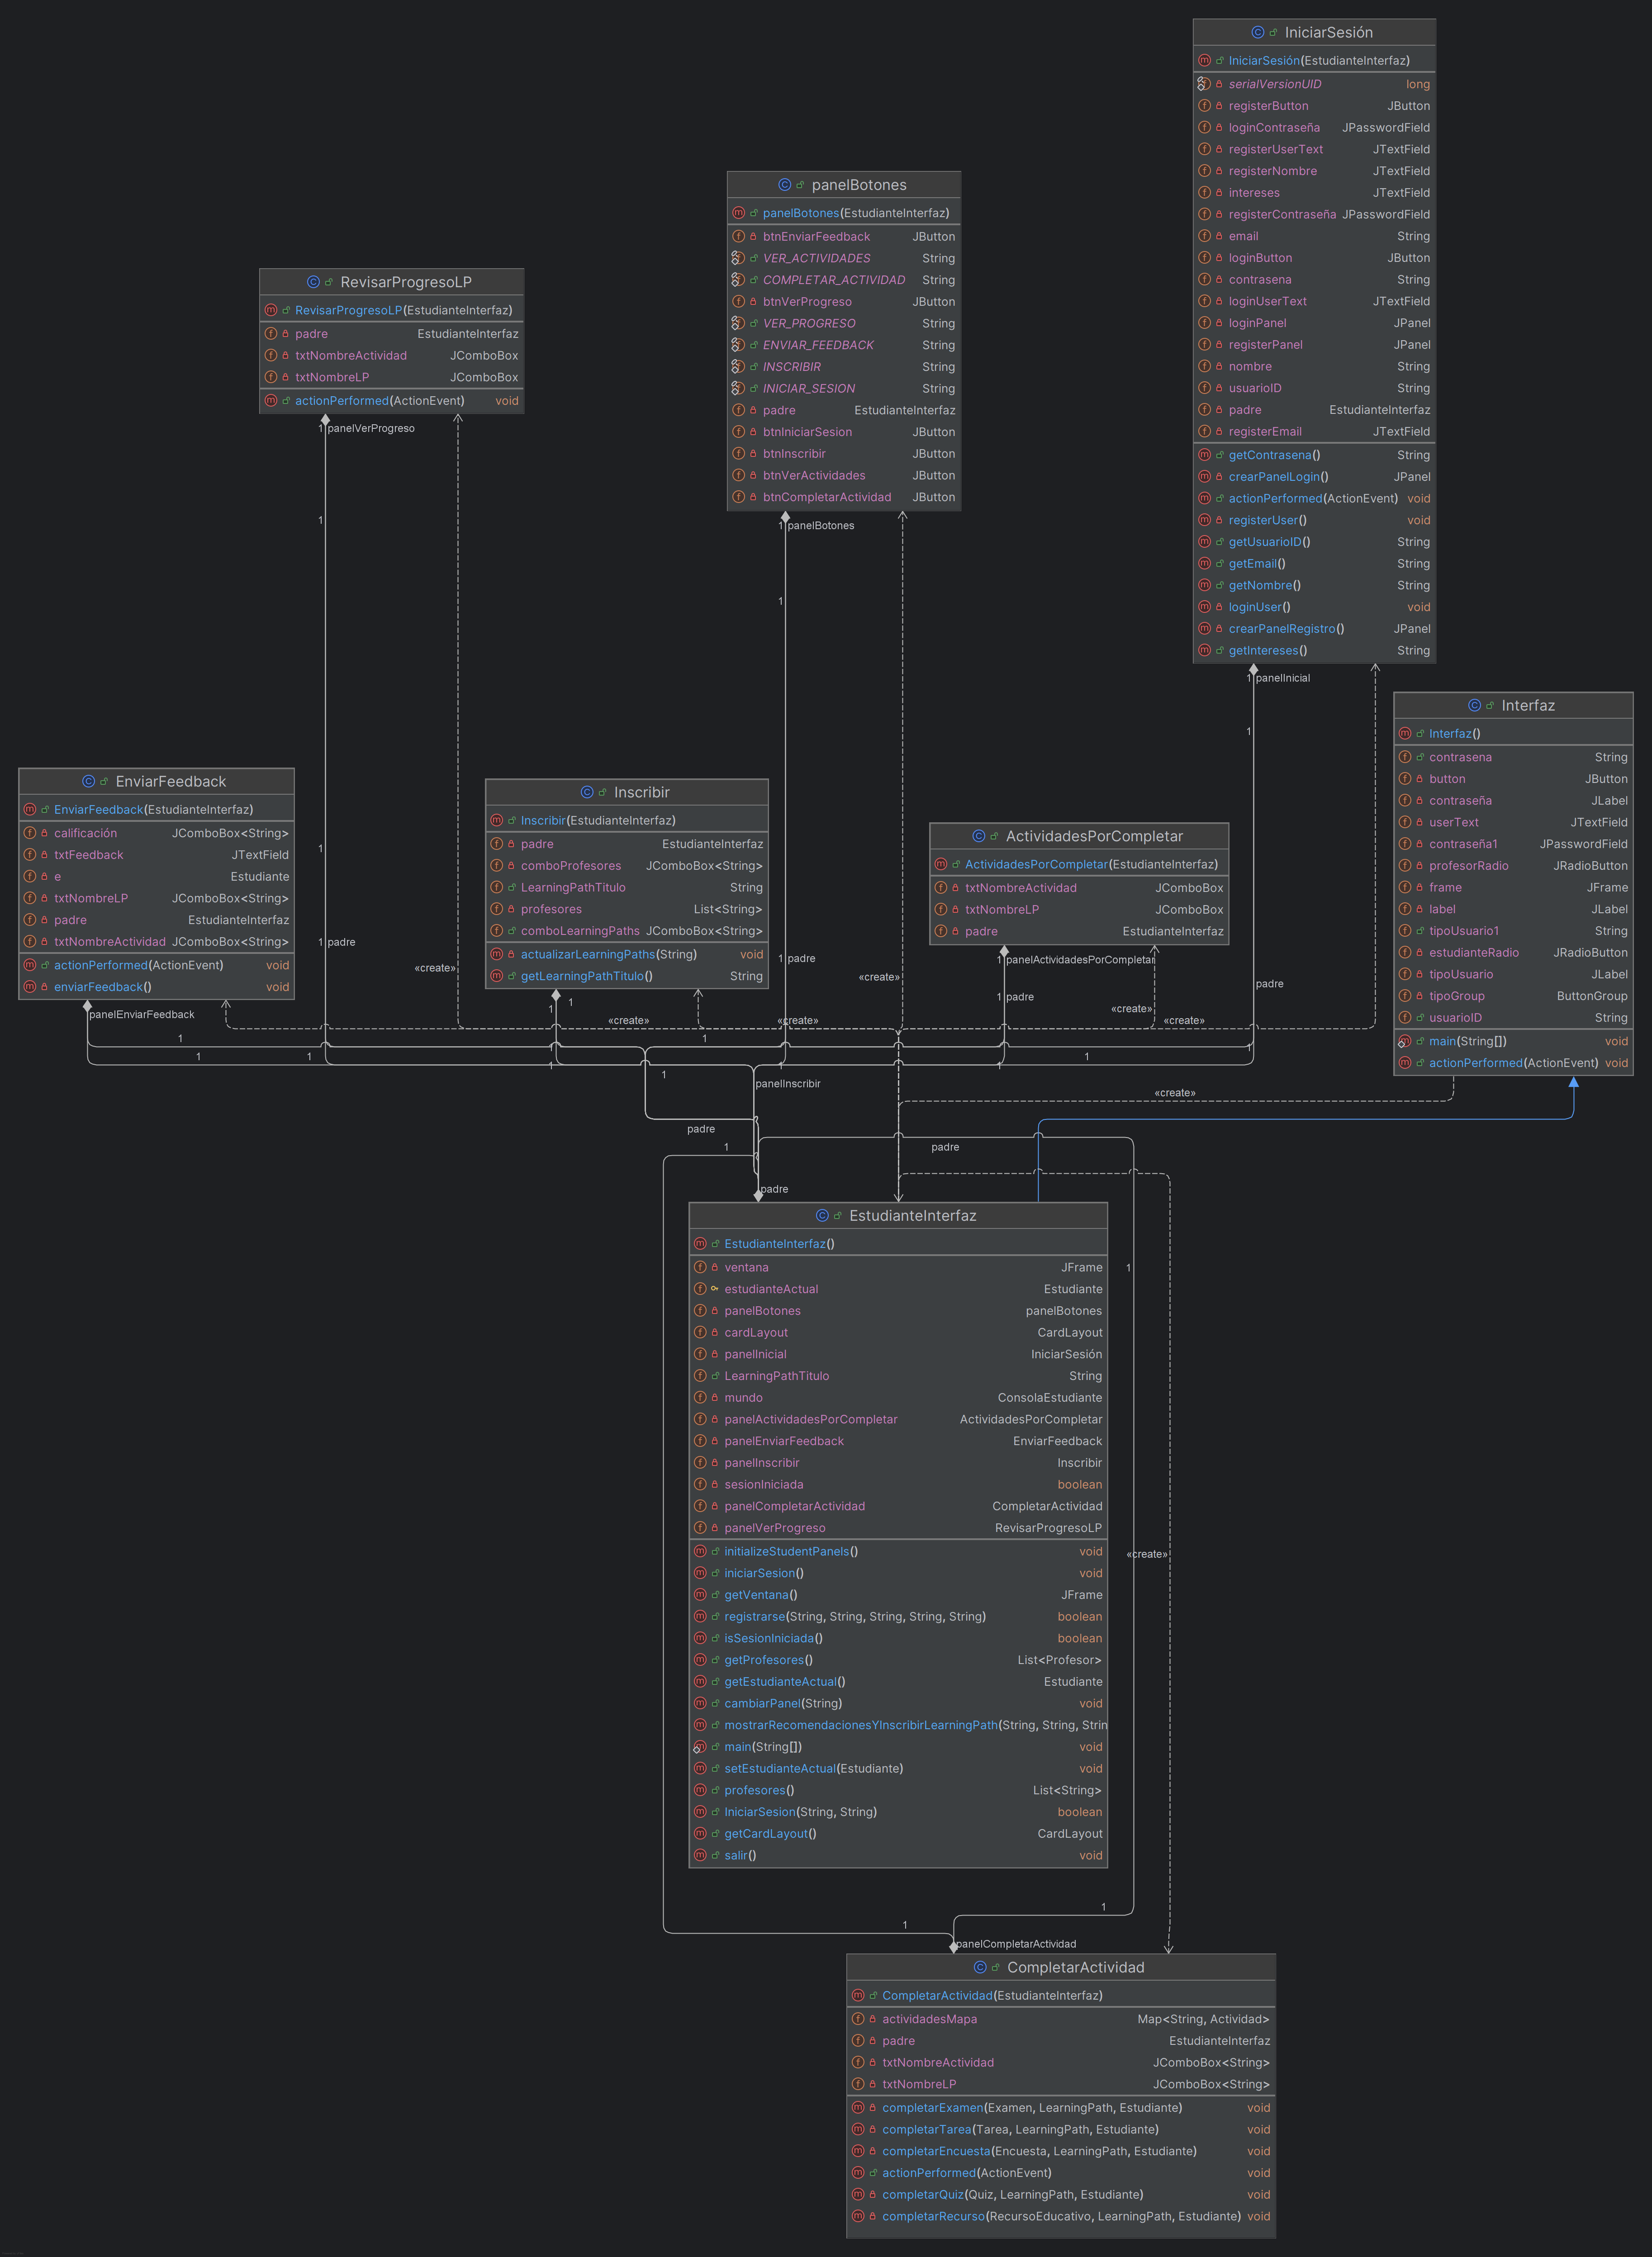 IniciarSesión
IniciarSesión(EstudianteInterfaz)
serialVersionUID long
registerButton JButton
loginContraseña JPasswordField
registerUserText JTextField
registerNombre JTextField
intereses JTextField
registerContraseña JPasswordField
email String
loginButton JButton
contrasena String
loginUserText JTextField
loginPanel JPanel
registerPanel JPanel
nombre String
usuarioID String
padre EstudianteInterfaz
registerEmail JTextField
getContrasena() String
crearPanelLogin() JPanel
actionPerformed(ActionEvent) void
registerUser() void
getUsuarioID() String
getEmail() String
getNombre() String
loginUser() void
crearPanelRegistro() JPanel
getIntereses() String
panelBotones
panelBotones(EstudianteInterfaz)
btnEnviarFeedback JButton
VER_ACTIVIDADES String
COMPLETAR_ACTIVIDAD String
btnVerProgreso JButton
VER_PROGRESO String
ENVIAR_FEEDBACK String
INSCRIBIR String
INICIAR_SESION String
padre EstudianteInterfaz
btnIniciarSesion JButton
btnInscribir JButton
btnVerActividades JButton
btnCompletarActividad JButton
RevisarProgresoLP
RevisarProgresoLP(EstudianteInterfaz)
padre EstudianteInterfaz
txtNombreActividad JComboBox
txtNombreLP JComboBox
actionPerformed(ActionEvent) void
1 panelVerProgreso
1
1 panelBotones
1
1 panelInicial
1
Interfaz
Interfaz()
contrasena String
button JButton
contraseña JLabel
userText JTextField
contraseña1 JPasswordField
profesorRadio JRadioButton
frame JFrame
label JLabel
tipoUsuario1 String
estudianteRadio JRadioButton
tipoUsuario JLabel
tipoGroup ButtonGroup
usuarioID String
main(String[]) void
actionPerformed(ActionEvent) void
EnviarFeedback
EnviarFeedback(EstudianteInterfaz)
calificación JComboBox<String>
txtFeedback JTextField
e Estudiante
txtNombreLP JComboBox<String>
padre EstudianteInterfaz
txtNombreActividad JComboBox<String>
actionPerformed(ActionEvent) void
enviarFeedback() void
Inscribir
Inscribir(EstudianteInterfaz)
padre EstudianteInterfaz
comboProfesores JComboBox<String>
LearningPathTitulo String
profesores List<String>
comboLearningPaths JComboBox<String>
actualizarLearningPaths(String) void
getLearningPathTitulo() String
ActividadesPorCompletar
ActividadesPorCompletar(EstudianteInterfaz)
txtNombreActividad JComboBox
txtNombreLP JComboBox
padre EstudianteInterfaz
1
1 padre
«create»
1 padre
«create»
1 panelActividadesPorCompletar
1 padre
«create»
padre
panelEnviarFeedback
1
1
«create»
«create»
«create»
1
1
1
1
1
1
1
1
1
1
1
panelInscribir
«create»
padre
1
padre
padre
EstudianteInterfaz
EstudianteInterfaz()
ventana JFrame
estudianteActual Estudiante
panelBotones panelBotones
cardLayout CardLayout
panelInicial IniciarSesión
LearningPathTitulo String
mundo ConsolaEstudiante
panelActividadesPorCompletar ActividadesPorCompletar
panelEnviarFeedback EnviarFeedback
panelInscribir Inscribir
sesionIniciada boolean
panelCompletarActividad CompletarActividad
panelVerProgreso RevisarProgresoLP
initializeStudentPanels() void
iniciarSesion() void
getVentana() JFrame
registrarse(String, String, String, String, String) boolean
isSesionIniciada() boolean
getProfesores() List<Profesor>
getEstudianteActual() Estudiante
cambiarPanel(String) void
mostrarRecomendacionesYInscribirLearningPath(String, String, Strin
main(String[]) void
setEstudianteActual(Estudiante) void
profesores() List<String>
IniciarSesion(String, String) boolean
getCardLayout() CardLayout
salir() void
1
«create»
1
1
panelCompletarActividad
CompletarActividad
CompletarActividad(EstudianteInterfaz)
actividadesMapa Map<String, Actividad>
padre EstudianteInterfaz
txtNombreActividad JComboBox<String>
txtNombreLP JComboBox<String>
completarExamen(Examen, LearningPath, Estudiante) void
completarTarea(Tarea, LearningPath, Estudiante) void
completarEncuesta(Encuesta, LearningPath, Estudiante) void
actionPerformed(ActionEvent) void
completarQuiz(Quiz, LearningPath, Estudiante) void
completarRecurso(RecursoEducativo, LearningPath, Estudiante) void